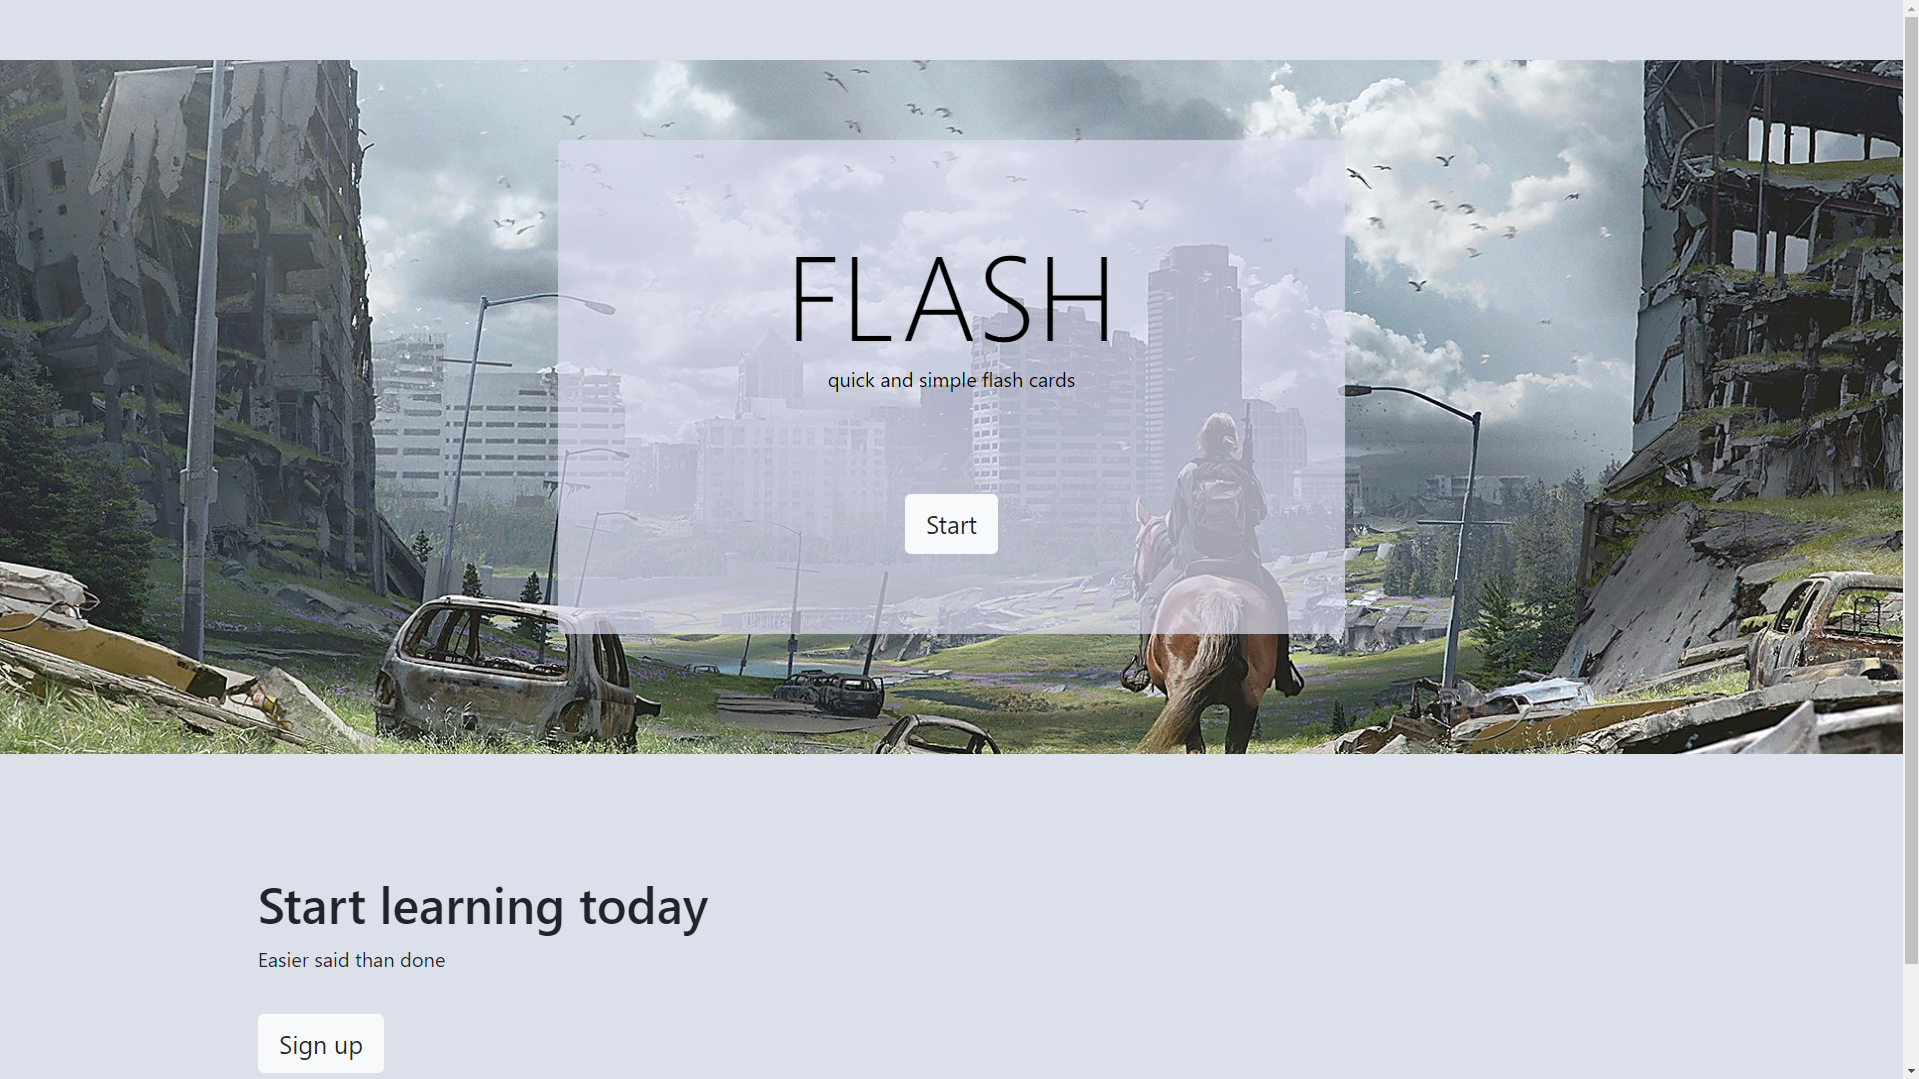 FLASH
quick and simple flash cards
Start
Start learning today
Easier said than done
Sign up